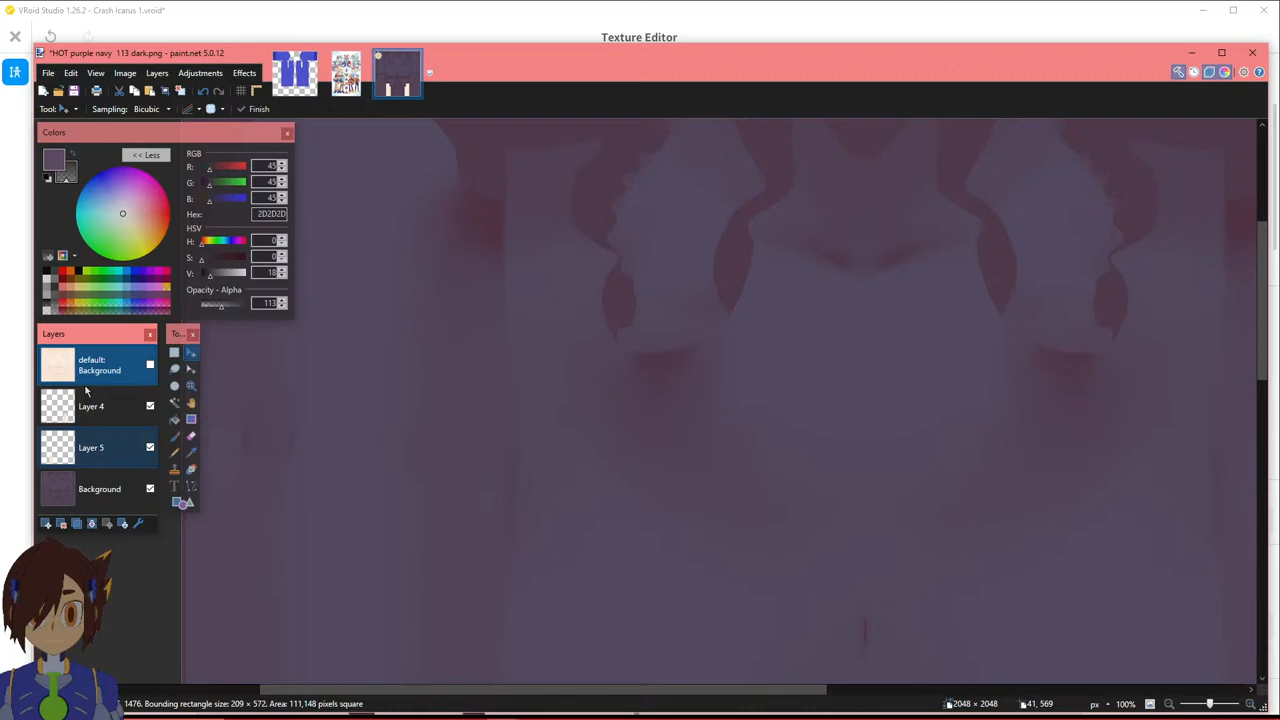 VRoid Studio 1.26.2 - Crash Icarus 1.vroid*
Texture Editor
*HOT purple navy 113 dark.png - paint.net 5.0.12
File Edit View Image Layers Adjustments Effects
Tool: Sampling: Bicubic Finish
Colors
<< Less
RGB
R: 45
G: 45
B: 45
Hex: 2D2D2D
HSV
H: 0
S: 0
V: 18
Opacity - Alpha
113
Layers
To...
default:
Background
Layer 4
Layer 5
Background
1476. Bounding rectangle size: 209 × 572. Area: 111,148 pixels square
2048 × 2048
41, 569
px
100%